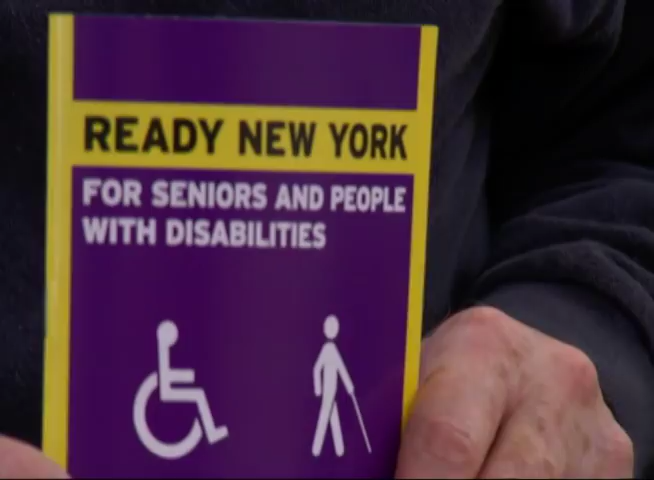 READY NEW YORK
FOR SENIORS AND PEOPLE
WITH DISABILITIES